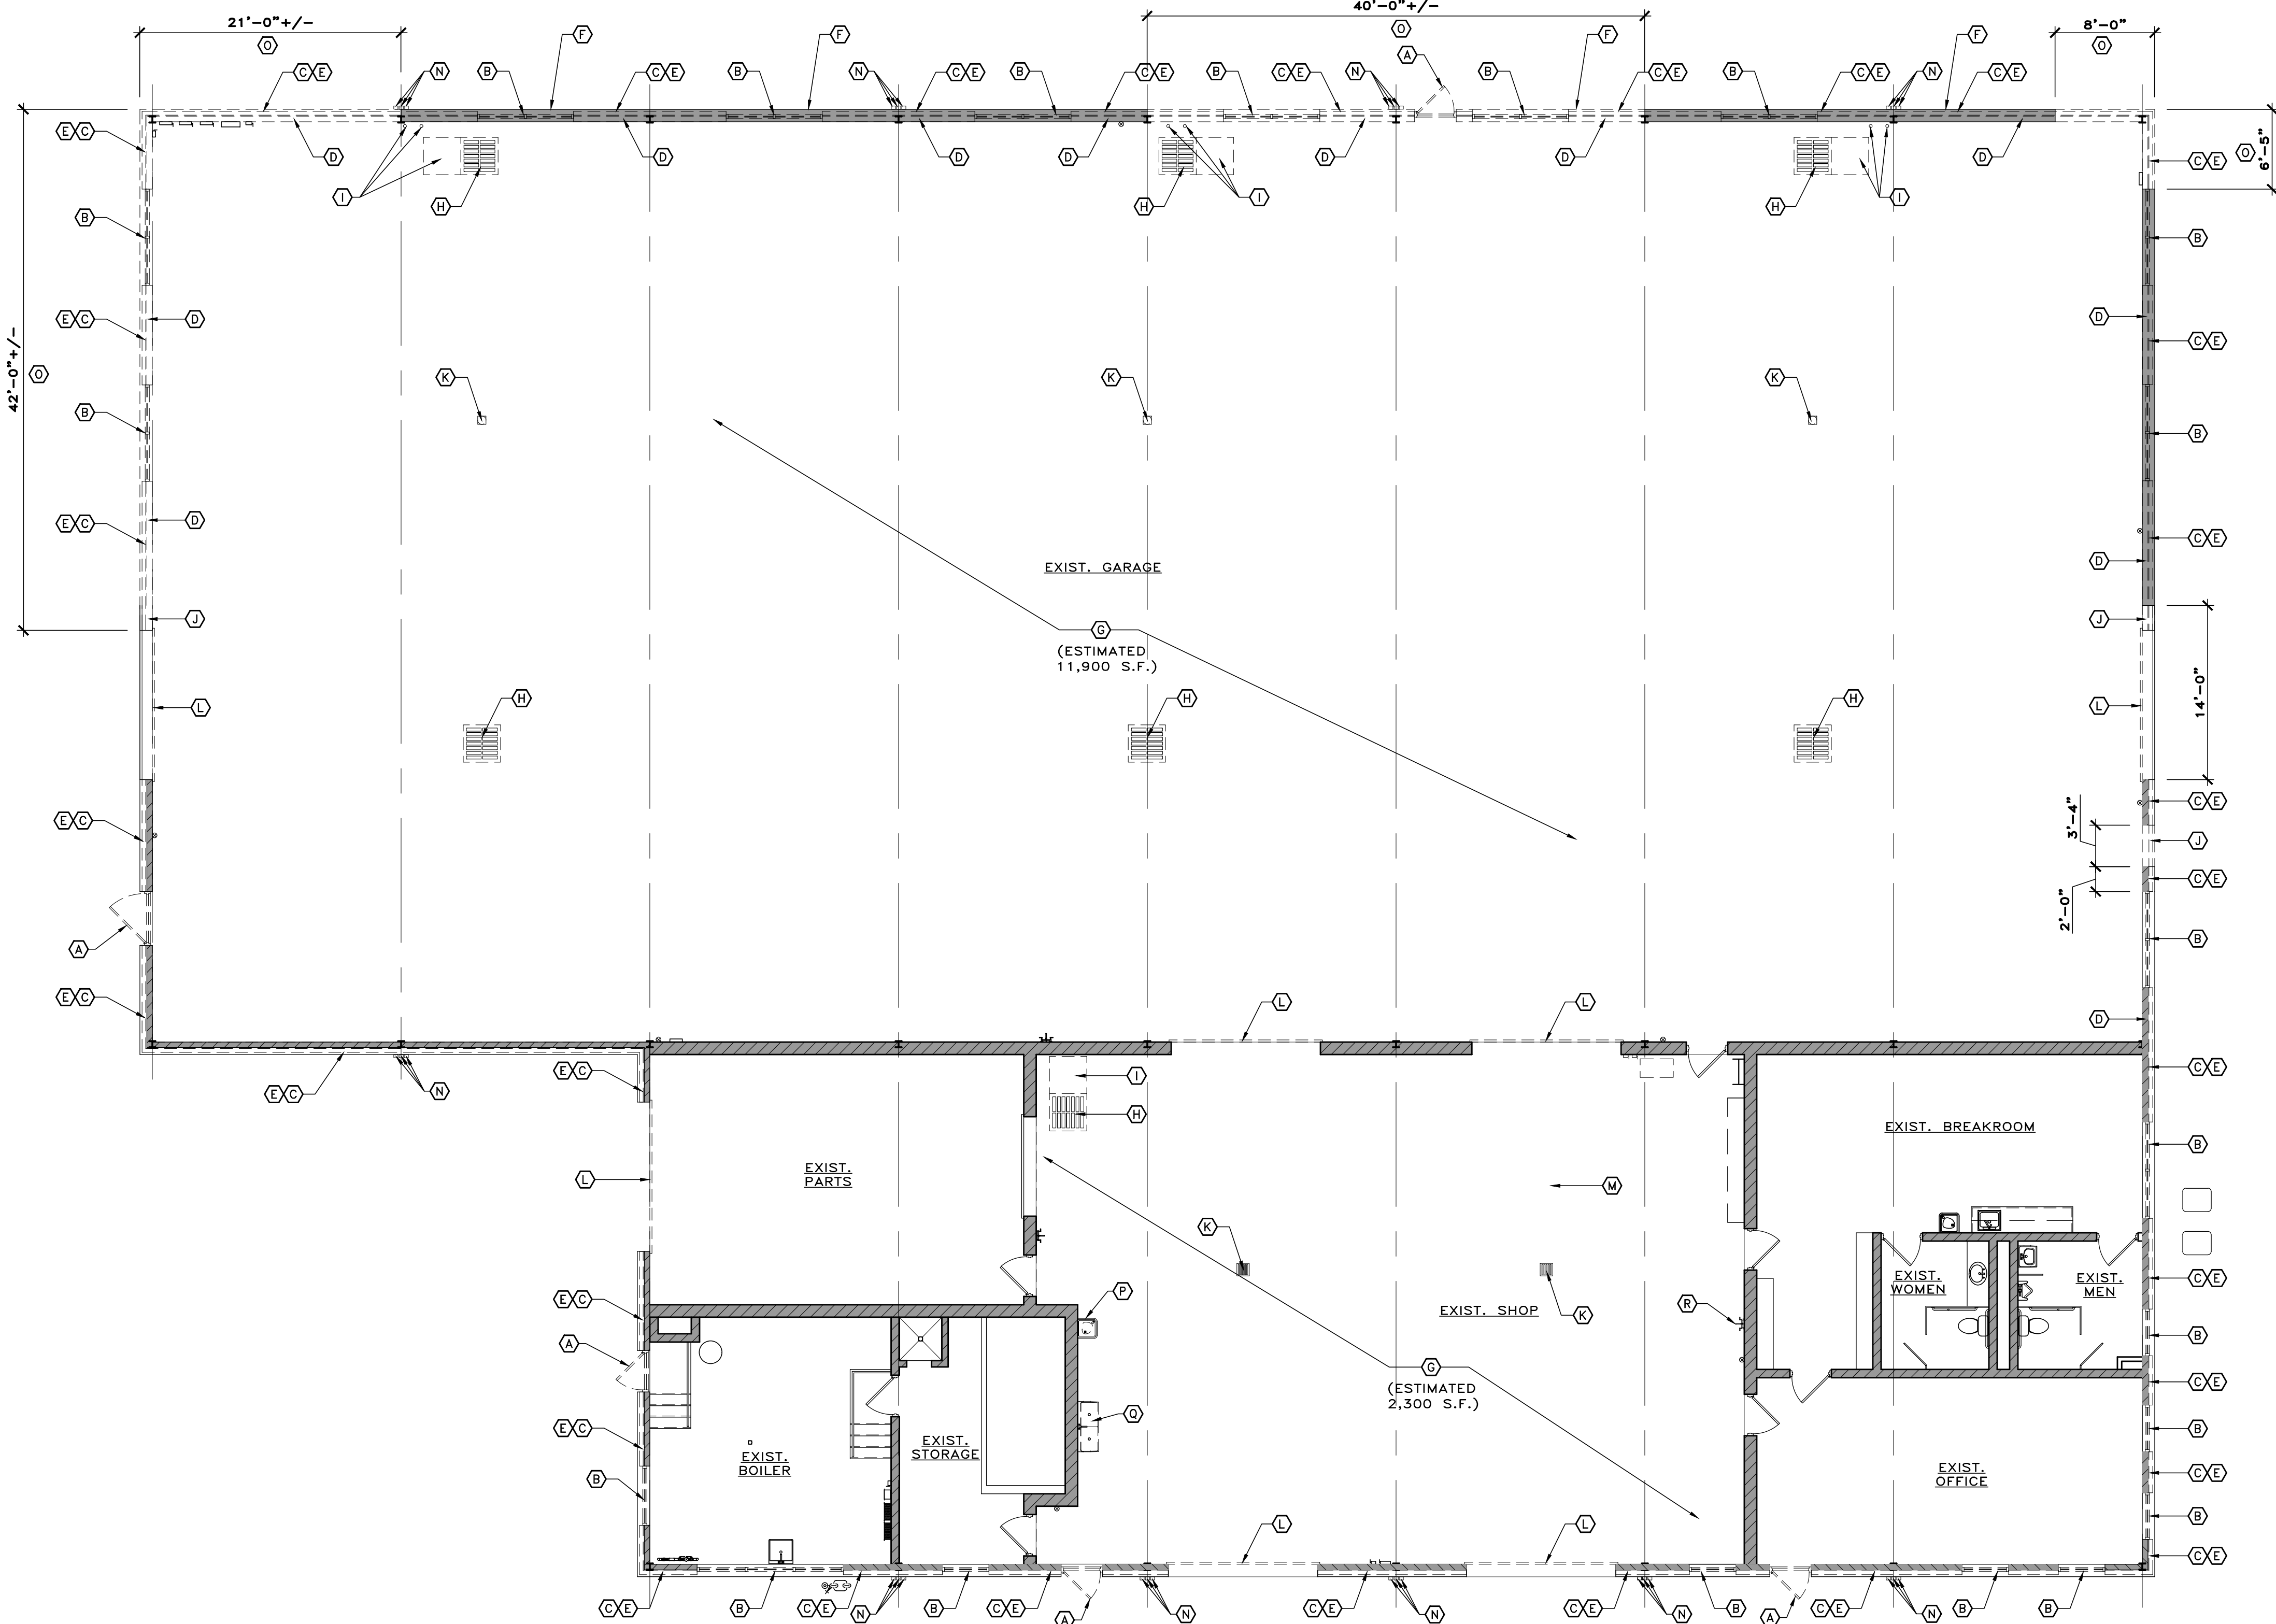 21'-0"+/-
O
40'-0"+/-
O
8'-0"
O
F
F
A
F
F
C E
N
B
C E
B
N
C E
B
C E
B
C E
N
B
C E
B
C E
N
C E
E C
D
D
D
D
D
D
D
C E
O
6'-5"
I
H
H
I
H
I
B
B
E C
D
D
C E
42'-0"+/-
O
K
K
K
B
B
E C
D
C E
D
EXIST. GARAGE
J
G
J
(ESTIMATED
11,900 S.F.)
L
H
H
H
L
14'-0"
E C
C E
3'-4"
J
C E
2'-0"
A
B
E C
L
L
D
E C
N
E C
I
C E
H
EXIST. BREAKROOM
B
EXIST.
PARTS
L
M
K
EXIST.
WOMEN
EXIST.
MEN
C E
E C
P
EXIST. SHOP
K
R
A
B
G
(ESTIMATED
2,300 S.F.)
C E
Q
E C
B
EXIST.
STORAGE
EXIST.
BOILER
EXIST.
OFFICE
C E
B
L
L
B
C E
C E
B
C E
N
B
C E
A
N
C E
N
C E
N
B
A
C E
N
B
B